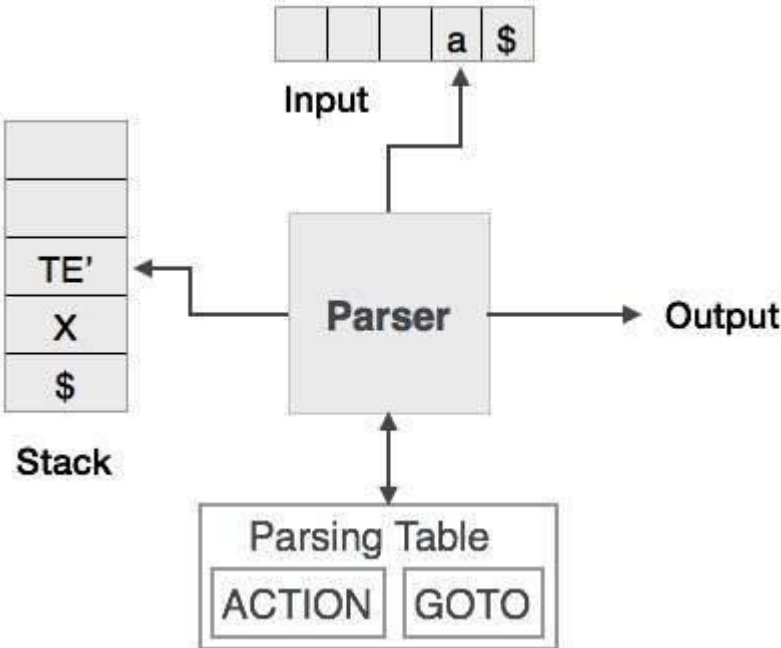 a $
Input
TE’
X
$
Stack
Parser
Output
Parsing Table
ACTION GOTO